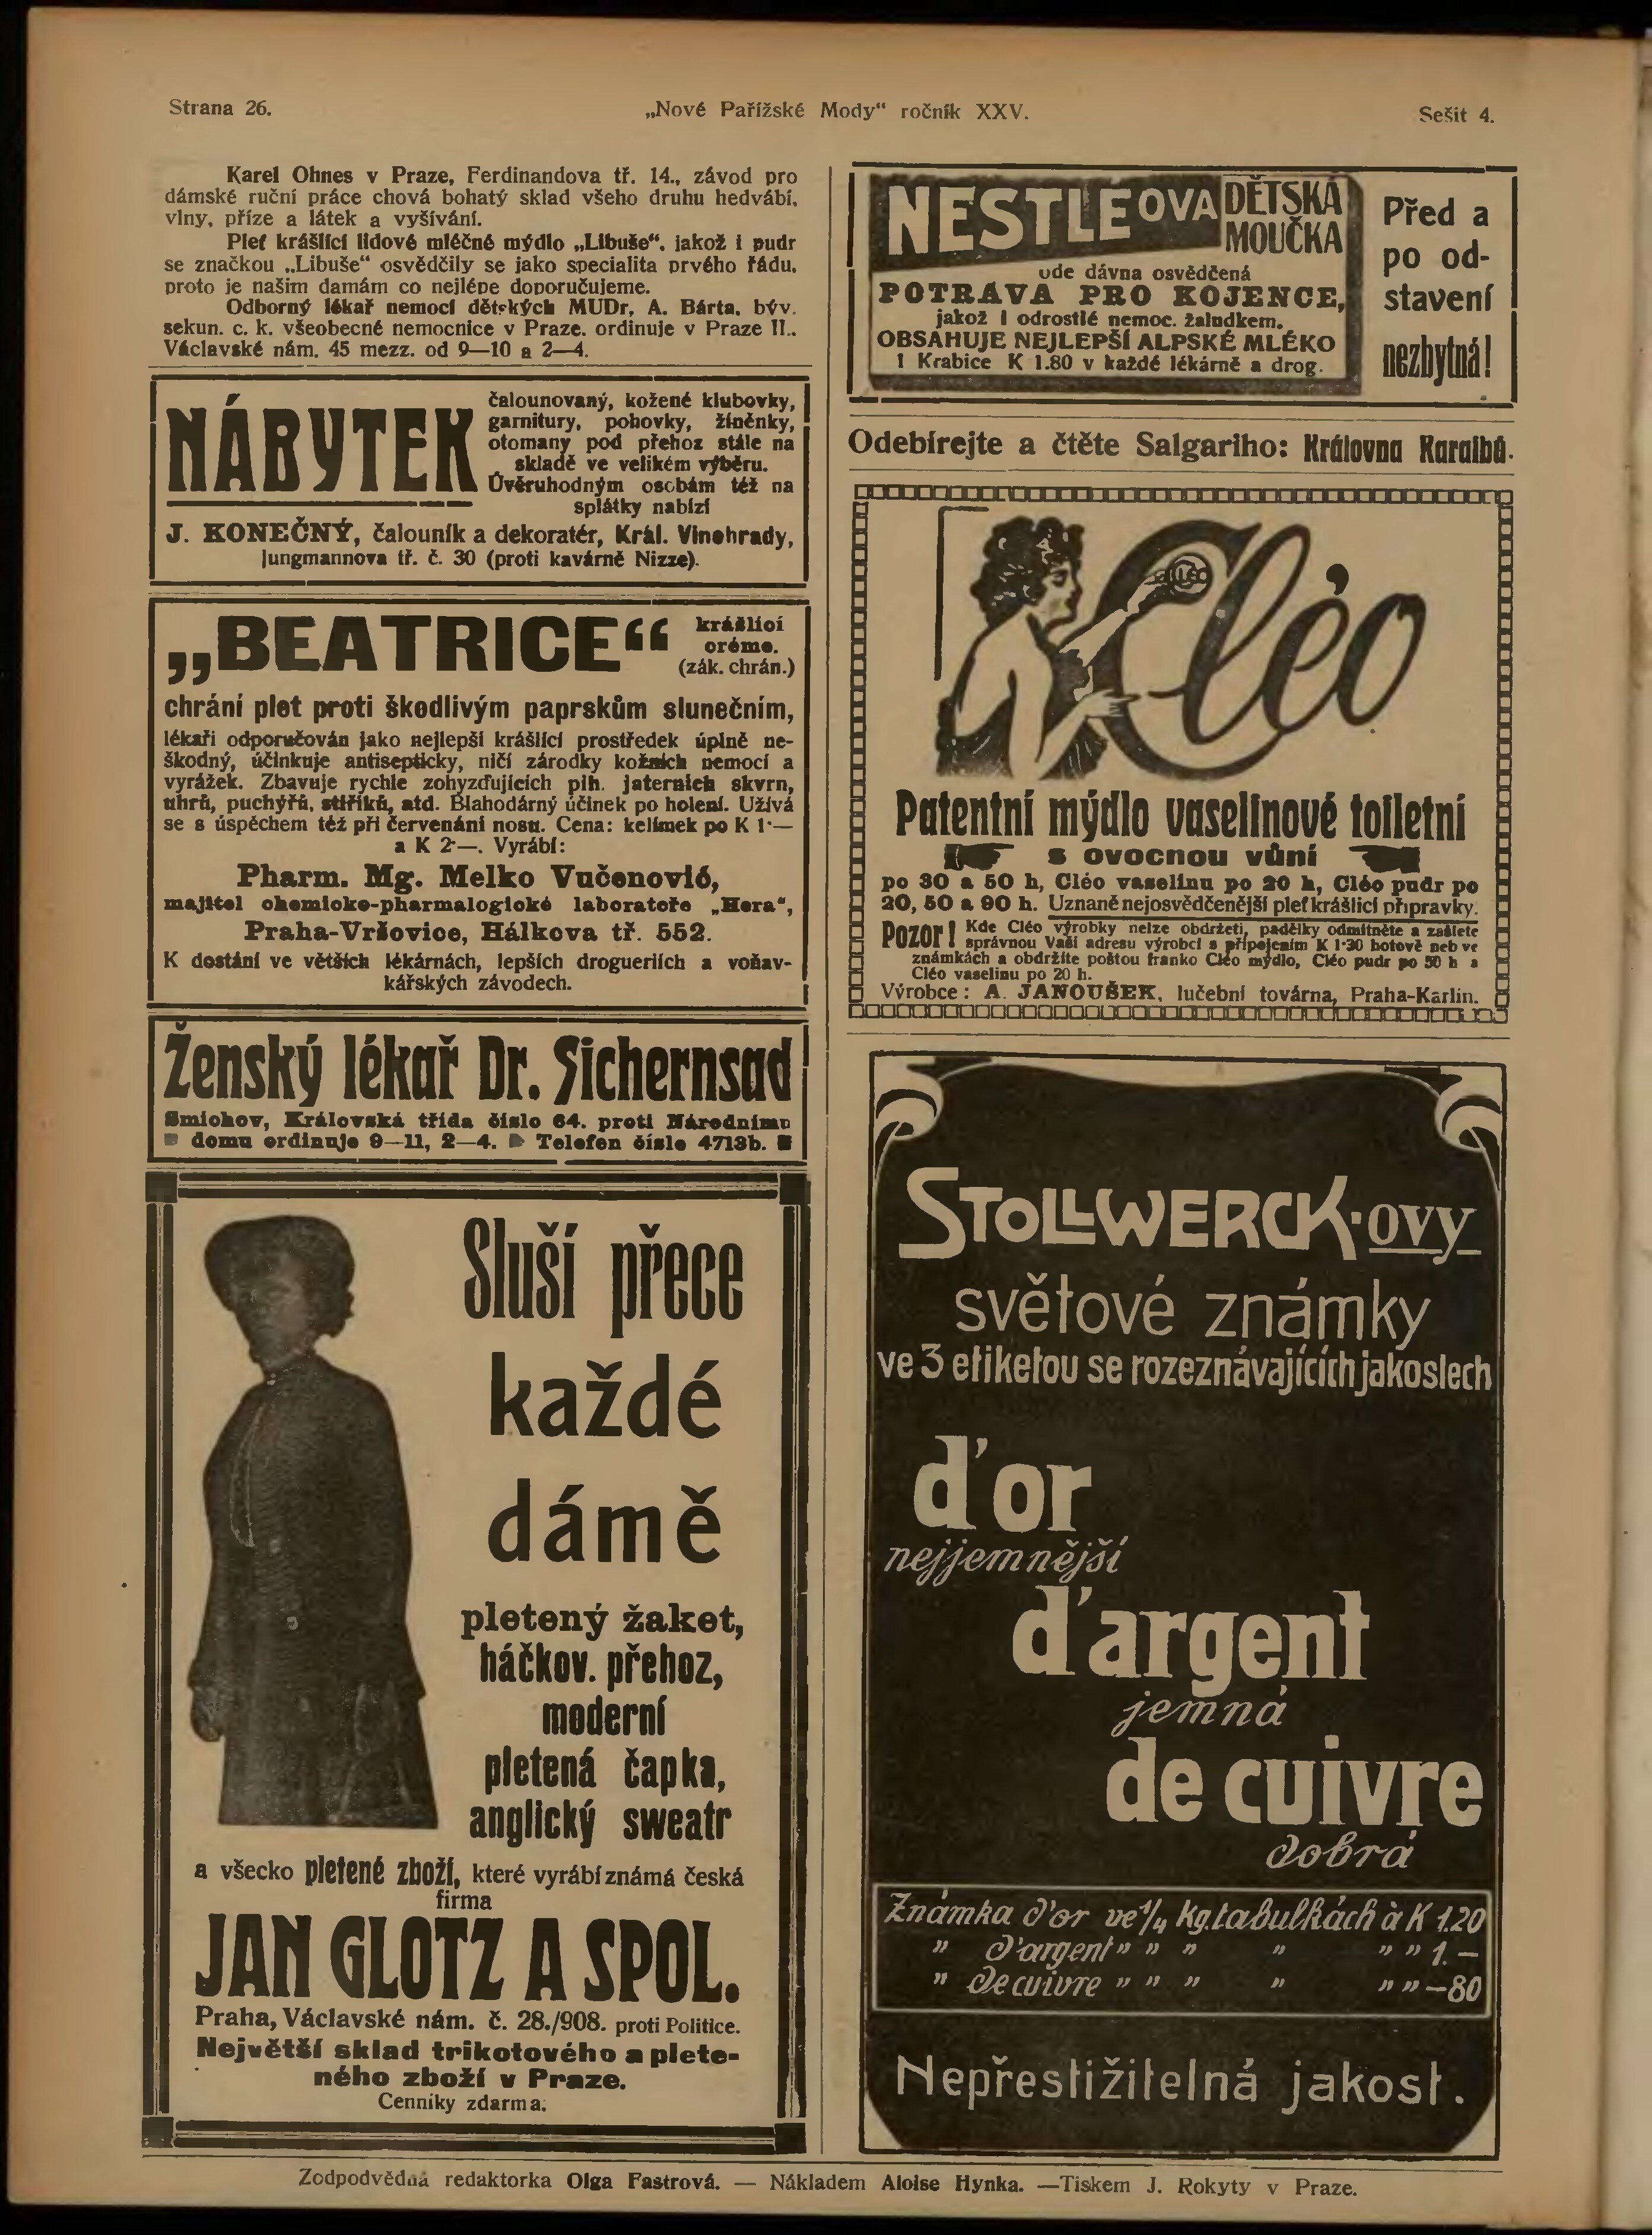 Strana 26.
„Nové Pařížské Mody“ ročník XXV.
Sešit 4.
Karel Ohnes v Praze, Ferdinandova tř. 14., závod pro
dámské ruční práce chová bohatý sklad všeho druhu hedvábí,
vlny, příze a látek a vyšívání.
Pleť krášlící lidové mléčné mýdlo „Libuše“, jakož i pudr
se značkou „Libuše“ osvědčily se jako specialita prvého řádu,
proto je našim damám co nejlépe doporučujeme.
Odborný lékař nemocí dětských MUDr. A. Bárta, býv.
sekun. c. k. všeobecné nemocnice v Praze, ordinuje v Praze II.,
Václavské nám. 45 mezz. od 9—10 a 2—4.
NÁBYTEK
čalounovaný, kožené klubovky,
garnitury, pohovky, žíněnky,
otomany pod přehoz stále na
skladě ve velikém výběru.
Úvěruhodným osobám též na
splátky nabízí
J. KONEČNÝ, čalouník a dekoratér, Král. Vinohrady,
Jungmannova tř. č. 30 (proti kavárně Nizze).
„BEATRICE“
krášlicí
créme.
(zák. chrán.)
chrání pleť proti škodlivým paprskům slunečním,
lékaři odporučován jako nejlepší krášlící prostředek úplně ne-
škodný, účinkuje antisepticky, ničí zárodky kožních nemocí a
vyrážek. Zbavuje rychle zohyzďujících pih, jaterních skvrn,
uhrů, puchýřů, stříků, atd. Blahodárný účinek po holení. Užívá
se s úspěchem též při červenání nosu. Cena: kelímek po K 1·—
a K 2·—. Vyrábí:
Pharm. Mg. Melko Vučenović,
majitel chemicko-pharmalogické laboratoře „Hera“,
Praha-Vršovice, Hálkova tř. 552.
K dostání ve větších lékárnách, lepších drogueriích a voňav-
kářských závodech.
Ženský lékař Dr. Sichernsad
Smichov, Královská třída číslo 64. proti Národnímu
domu ordinuje 9—11, 2—4. Telefon číslo 4713b.
Sluší přece
každé
dámě
pletený žaket,
háčkov. přehoz,
moderní
pletená čapka,
anglický sweatr
a všecko pletené zboží, které vyrábí známá česká
firma
JAN GLOTZ A SPOL.
Praha, Václavské nám. č. 28./908. proti Politice.
Největší sklad trikotového a plete-
ného zboží v Praze.
Cenníky zdarma.
NESTLEOVA DĚTSKÁ
MOUČKA
ode dávna osvědčená
POTRAVA PRO KOJENCE,
jakož i odrostlé nemoc. žaludkem.
OBSAHUJE NEJLEPŠÍ ALPSKÉ MLÉKO
1 Krabice K 1.80 v každé lékárně a drog.
Před a
po od-
stavení
nezbytná!
Odebírejte a čtěte Salgariho: Královna Karaibů.
CLÉO
Cléo
Patentní mýdlo vaselinové toiletní
s ovocnou vůní
po 30 a 50 h, Cléo vaselinu po 20 h, Cléo pudr po
20, 50 a 90 h. Uznaně nejosvědčenější pleť krášlicí přípravky.
Pozor! Kde Cléo výrobky nelze obdržeti, padělky odmítněte a zašlete
správnou Vaši adresu výrobci s připojením K 1·30 hotově neb ve
známkách a obdržíte poštou franko Cléo mýdlo, Cléo pudr po 50 h a
Cléo vaselinu po 20 h.
Výrobce: A. JANOUŠEK, lučební továrna, Praha-Karlín.
STOLLWERCK-ovy
světové známky
ve 3 etiketou se rozeznávajících jakostech
d'or
nejjemnější
d'argent
jemná
de cuivre
dobrá
Známka d'or ve 1/4 kg. tabulkách à K 1.20
„ d'argent „ „ „ „ „ „ 1.—
„ de cuivre „ „ „ „ „ „ —80
Nepřestižitelná jakost.
Zodpodvědná redaktorka Olga Fastrová. — Nákladem Aloise Hynka. —Tiskem J. Rokyty v Praze.